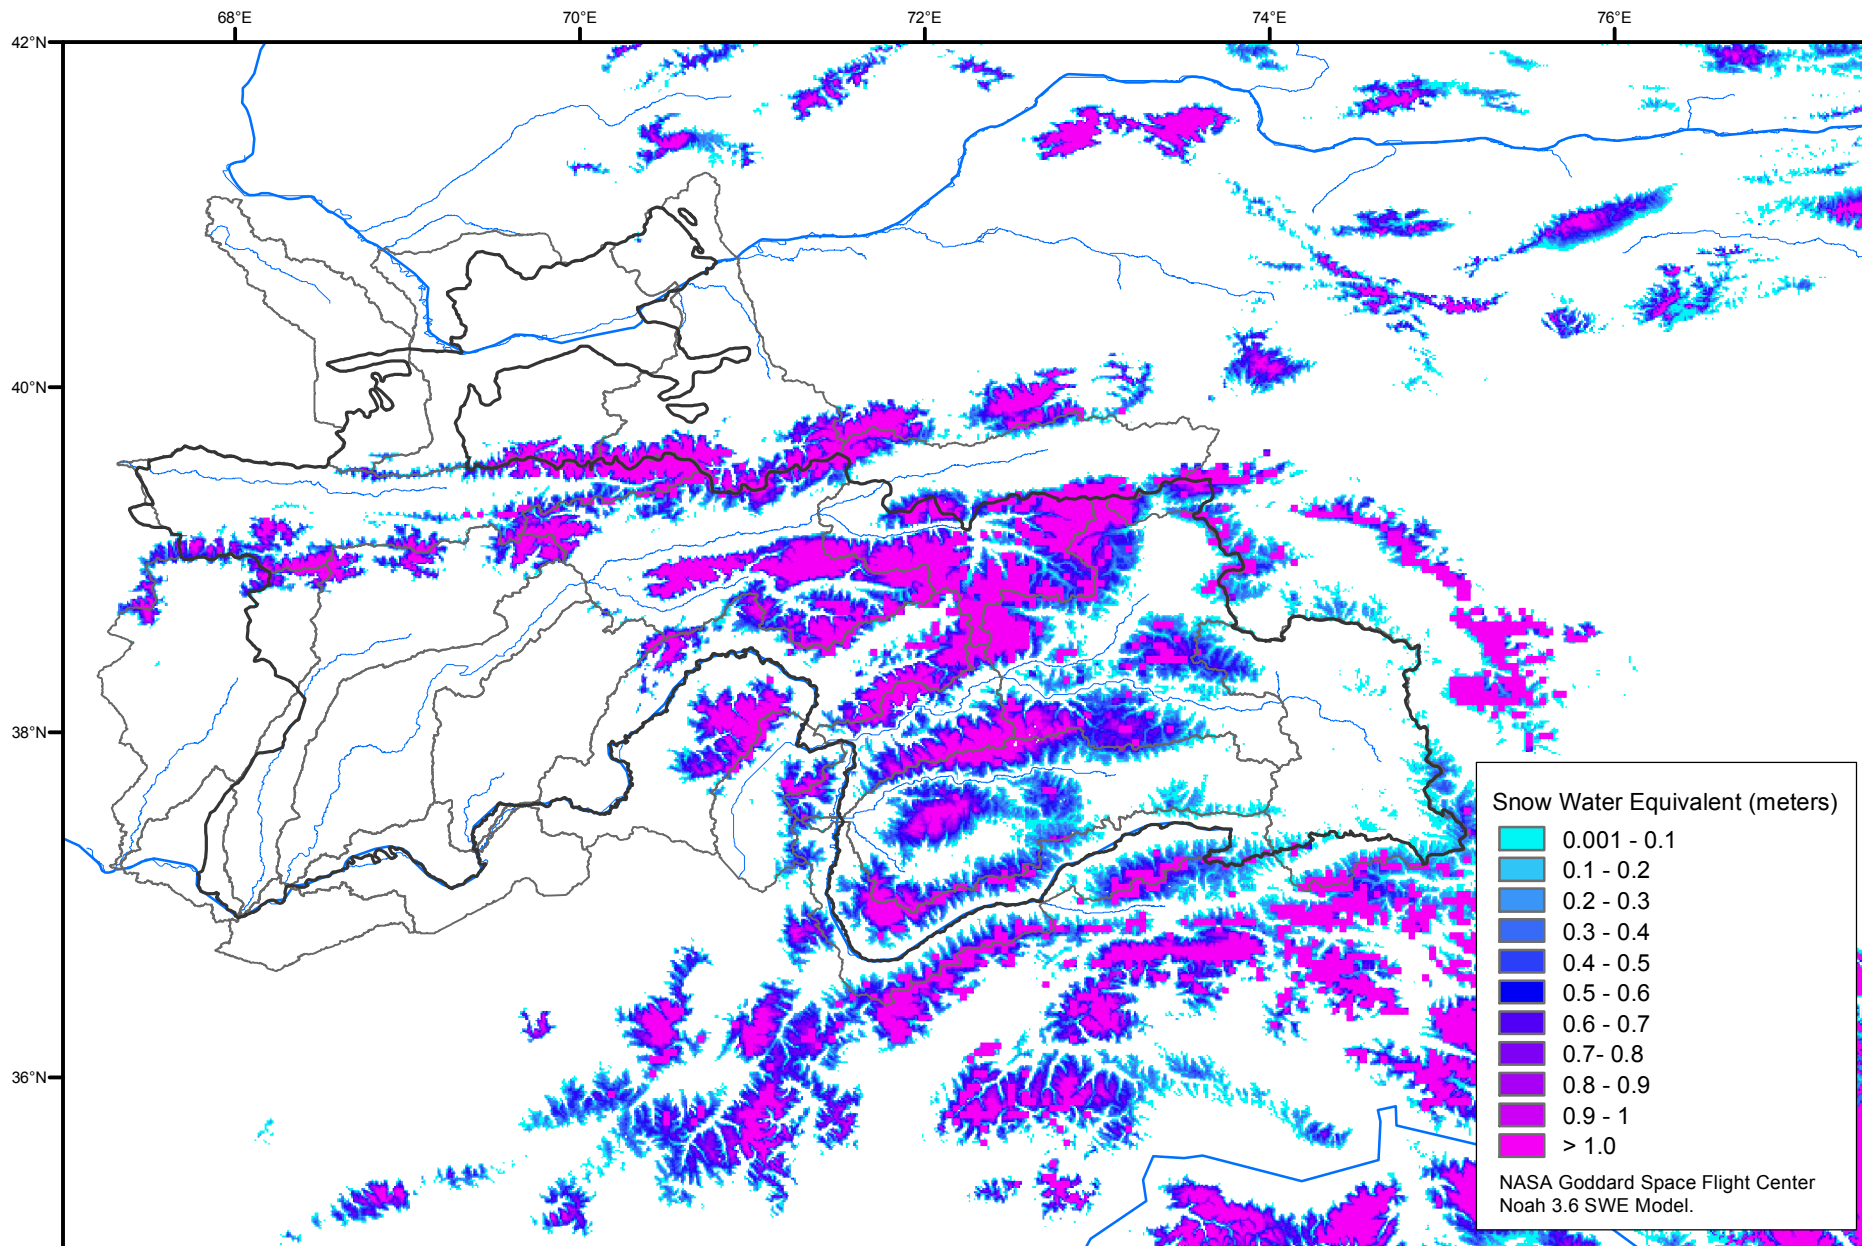 68°E
70°E
72°E
74°E
76°E
42°N
40°N
38°N
36°N
Snow Water Equivalent (meters)
0.001 - 0.1
0.1 - 0.2
0.2 - 0.3
0.3 - 0.4
0.4 - 0.5
0.5 - 0.6
0.6 - 0.7
0.7- 0.8
0.8 - 0.9
0.9 - 1
> 1.0
NASA Goddard Space Flight Center
Noah 3.6 SWE Model.